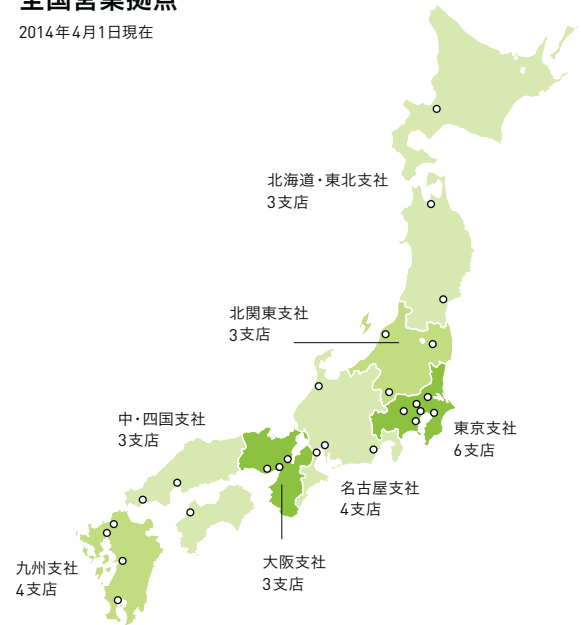 全国営業拠点
2014年4月1日現在
北海道・東北支社
3支店
北関東支社
3支店
中・四国支社
3支店
東京支社
6支店
名古屋支社
4支店
大阪支社
3支店
九州支社
4支店